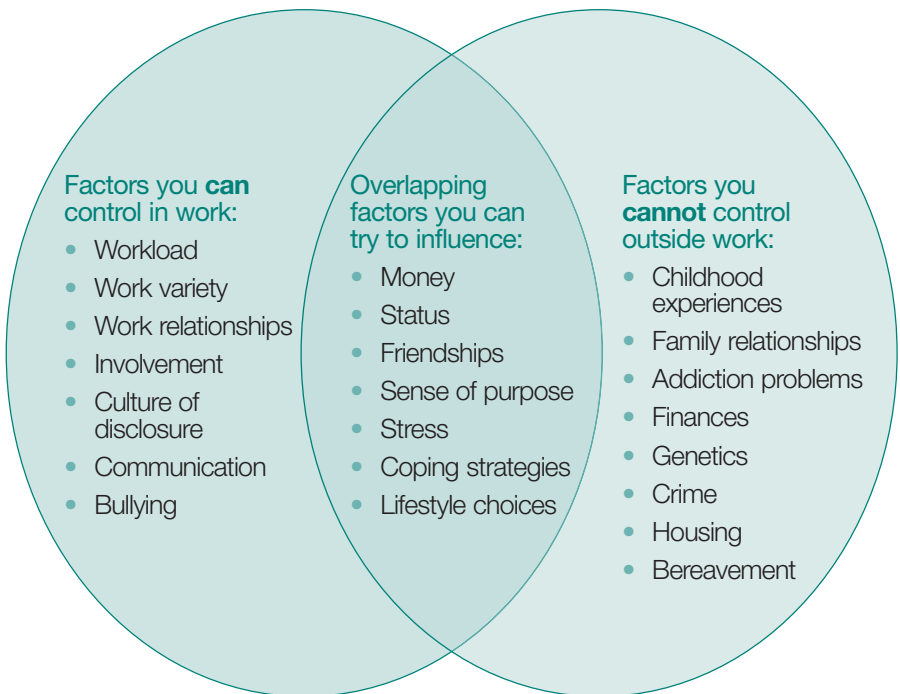 Factors you can
control in work:
• Workload
• Work variety
• Work relationships
• Involvement
• Culture of
disclosure
• Communication
• Bullying
Overlapping
factors you can
try to influence:
• Money
• Status
• Friendships
• Sense of purpose
• Stress
• Coping strategies
• Lifestyle choices
Factors you
cannot control
outside work:
• Childhood
experiences
• Family relationships
• Addiction problems
• Finances
• Genetics
• Crime
• Housing
• Bereavement